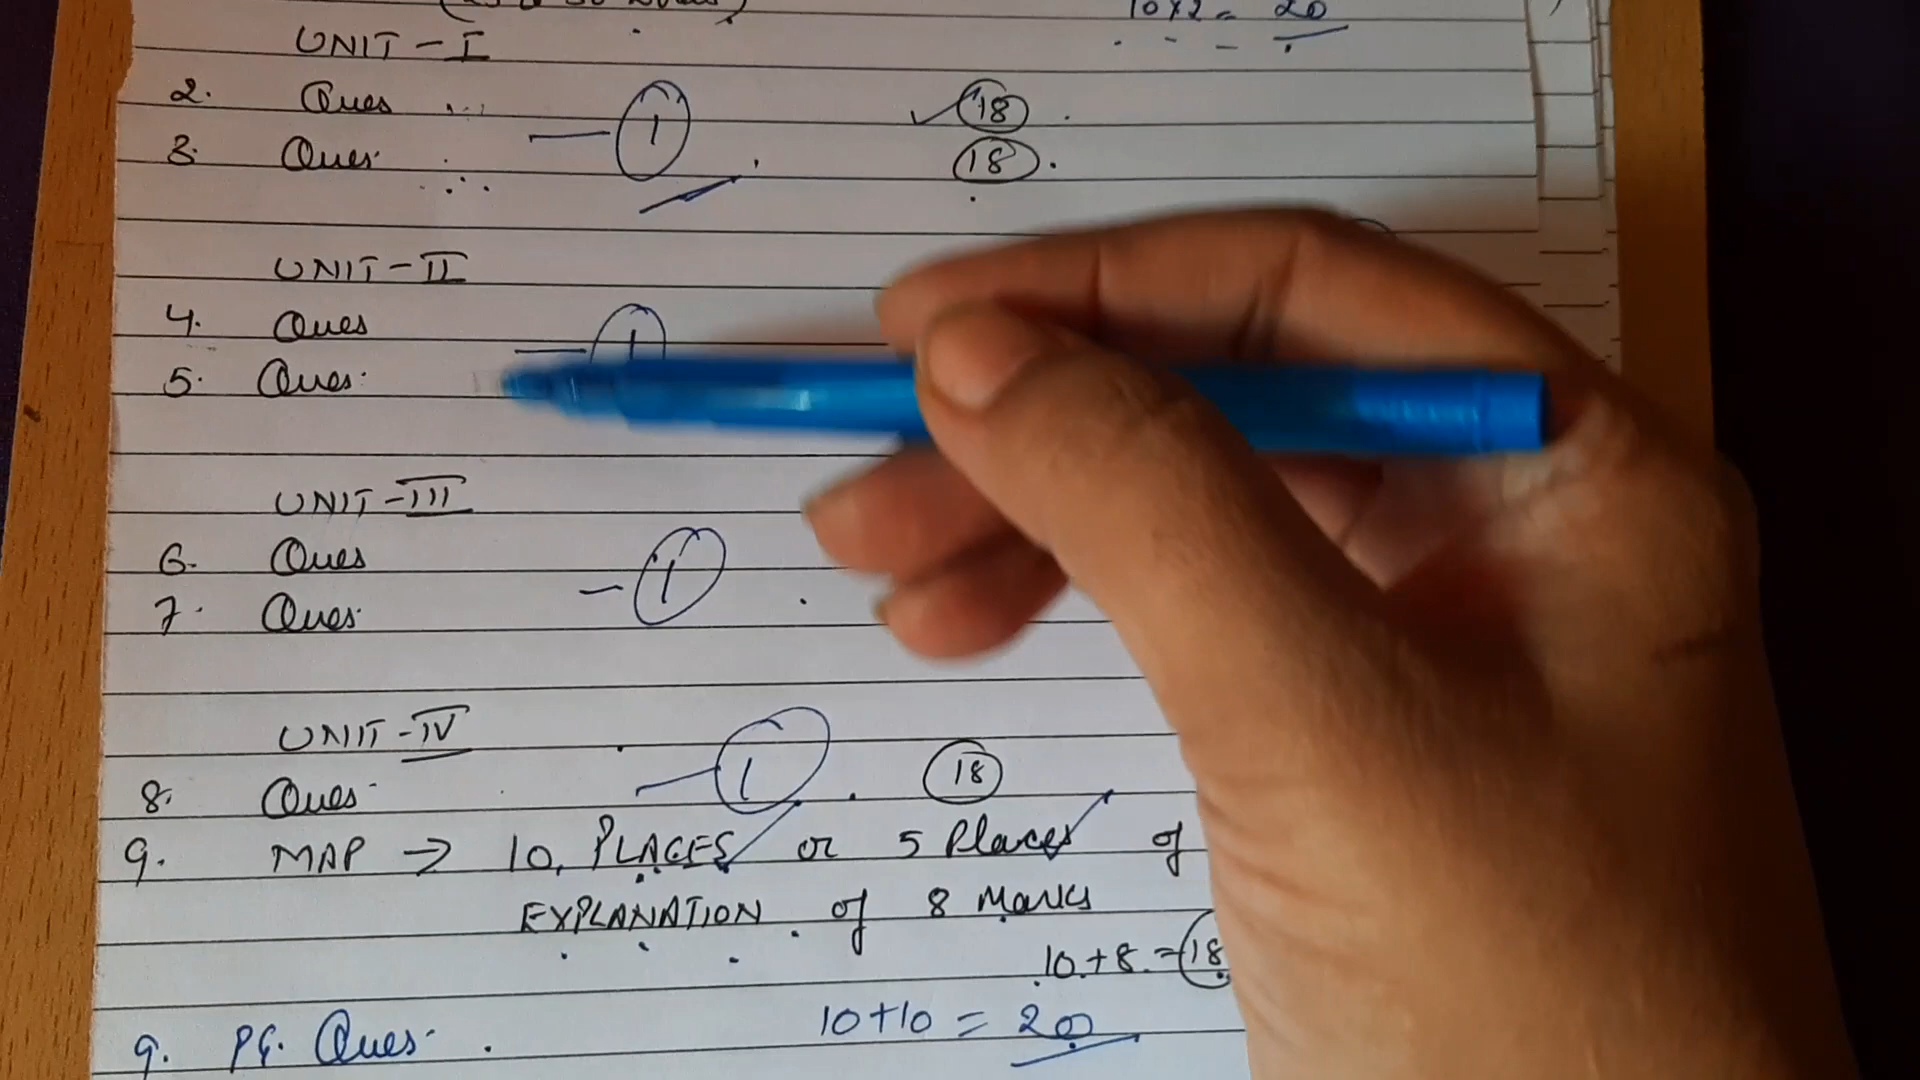 10x2 = 20
UNIT - I
2. Ques ... — 1 18
3. Ques. 18
UNIT - II
4. Ques — 1
5. Ques.
UNIT - III
6. Ques — 1
7. Ques.
UNIT - IV
8. Ques. — 1 18
9. MAP → 10, PLACES or 5 Places of
EXPLANATION of 8 Marks
10+8 = 18
9. PG. Ques. 10+10 = 20